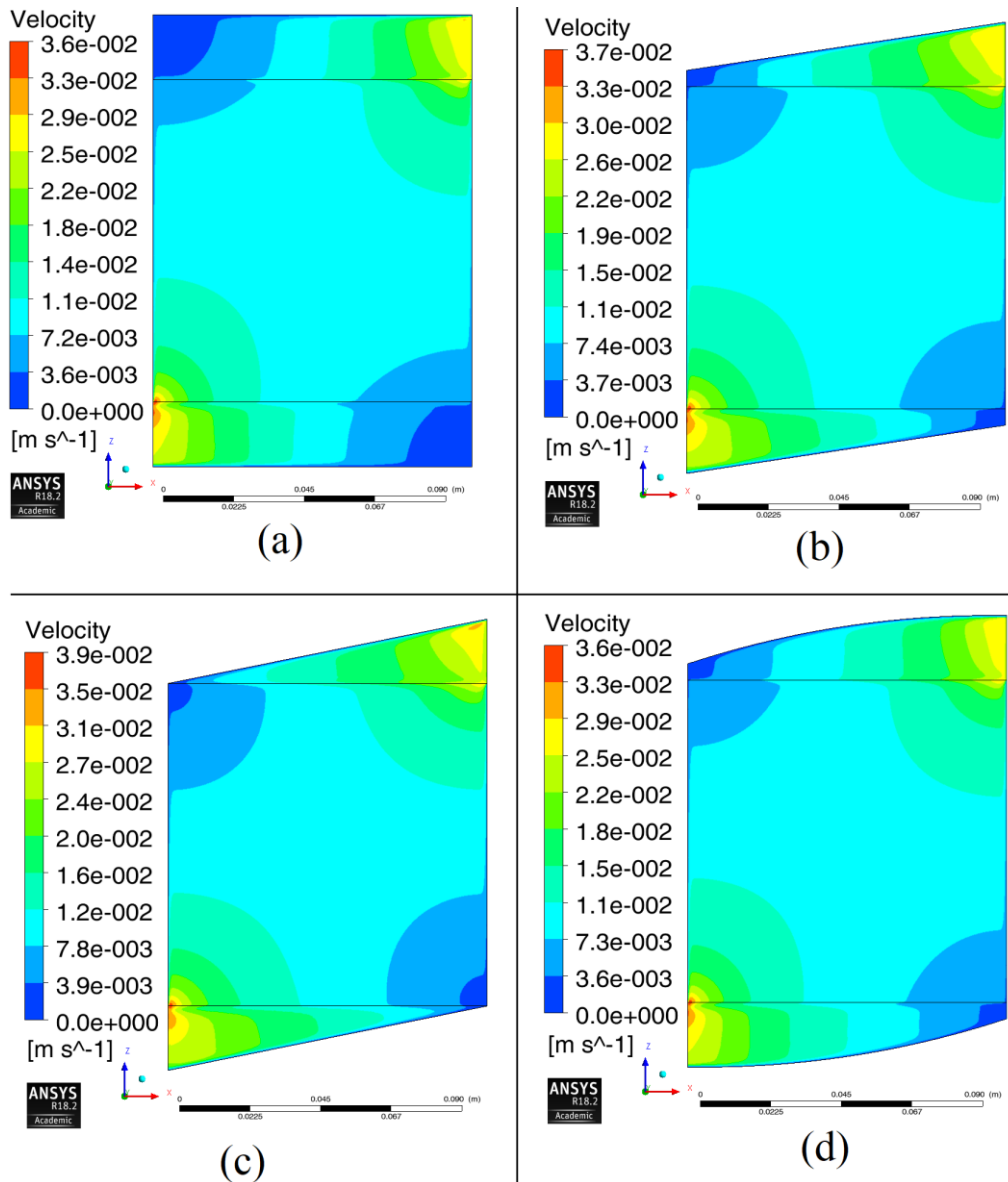 Velocity
3.6e-002
3.3e-002
2.9e-002
2.5e-002
2.2e-002
1.8e-002
1.4e-002
1.1e-002
7.2e-003
3.6e-003
0.0e+000
[m s^-1]
Z
Y
X
ANSYS
R18.2
Academic
0 0.045 0.090 (m)
0.0225 0.067
(a)
Velocity
3.7e-002
3.3e-002
3.0e-002
2.6e-002
2.2e-002
1.9e-002
1.5e-002
1.1e-002
7.4e-003
3.7e-003
0.0e+000
[m s^-1]
Z
Y
X
ANSYS
R18.2
Academic
0 0.045 0.090 (m)
0.0225 0.067
(b)
Velocity
3.9e-002
3.5e-002
3.1e-002
2.7e-002
2.4e-002
2.0e-002
1.6e-002
1.2e-002
7.8e-003
3.9e-003
0.0e+000
[m s^-1]
Z
Y
X
ANSYS
R18.2
Academic
0 0.045 0.090 (m)
0.0225 0.067
(c)
Velocity
3.6e-002
3.3e-002
2.9e-002
2.5e-002
2.2e-002
1.8e-002
1.5e-002
1.1e-002
7.3e-003
3.6e-003
0.0e+000
[m s^-1]
Z
Y
X
ANSYS
R18.2
Academic
0 0.045 0.090 (m)
0.0225 0.067
(d)